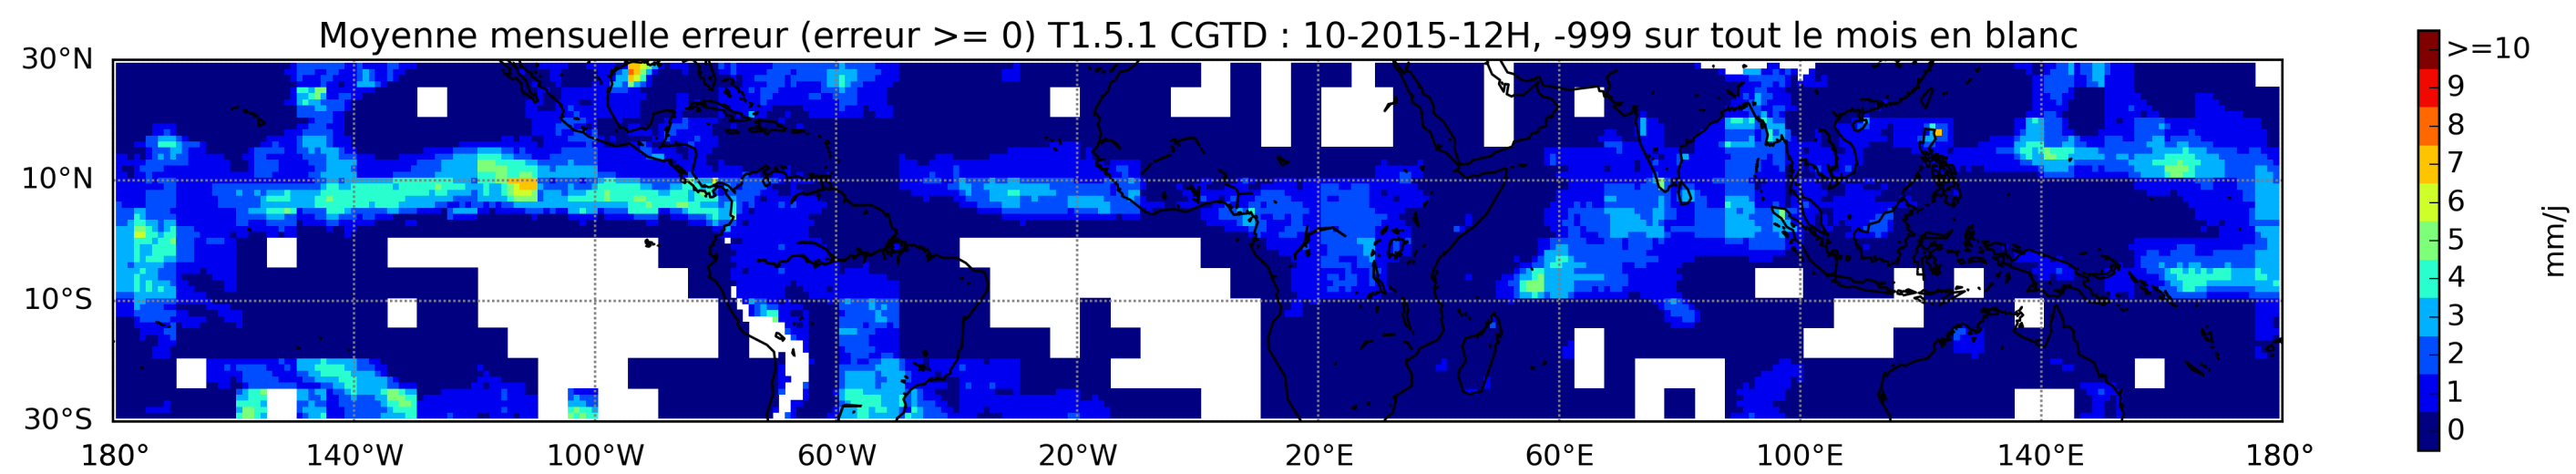 Moyenne mensuelle erreur (erreur >= 0) T1.5.1 CGTD : 10-2015-12H, -999 sur tout le mois en blanc
30°N
10°N
10°S
30°S
180° 140°W 100°W 60°W 20°W 20°E 60°E 100°E 140°E 180°
>=10
9
8
7
6
5
4
3
2
1
0
mm/j